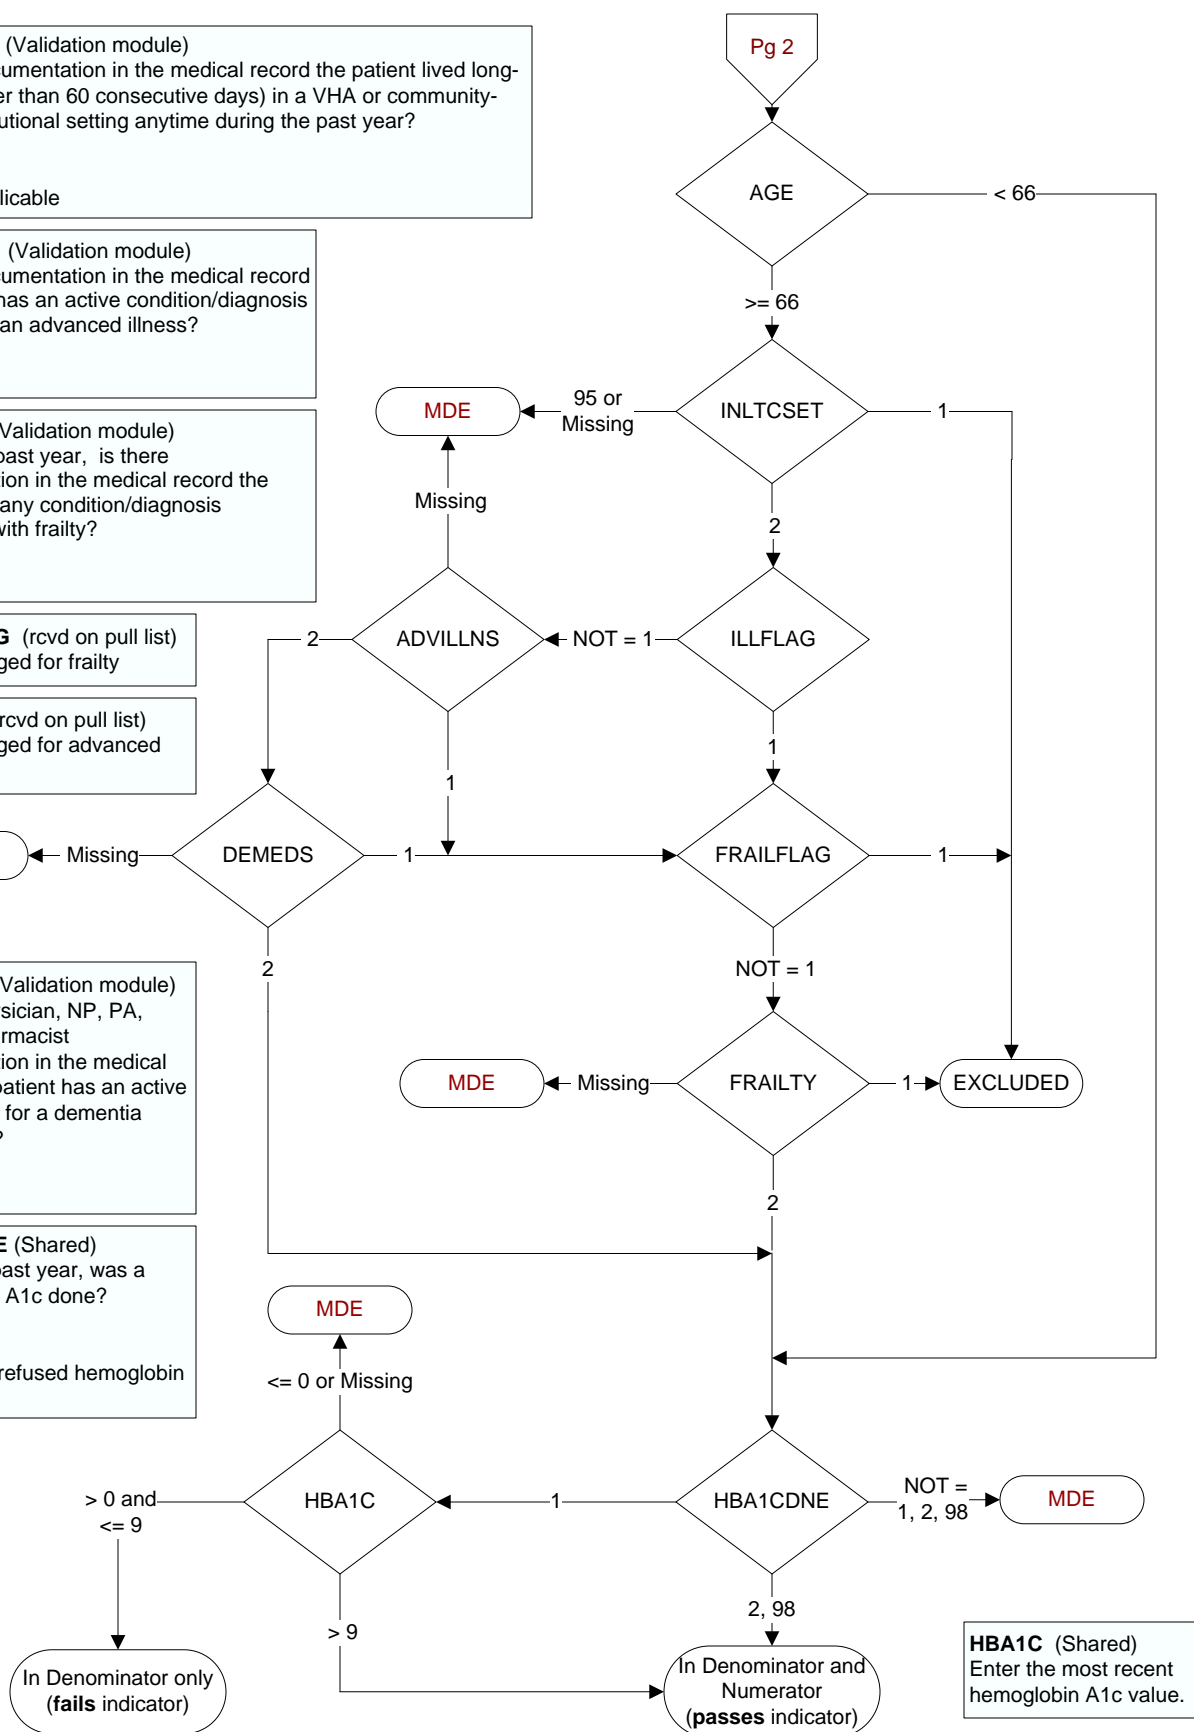 (Validation module)
cumentation in the medical record the patient lived long-
er than 60 consecutive days) in a VHA or community-
utional setting anytime during the past year?
licable
(Validation module)
cumentation in the medical record
has an active condition/diagnosis
an advanced illness?
Validation module)
past year, is there
tion in the medical record the
any condition/diagnosis
with frailty?
G (rcvd on pull list)
ged for frailty
rcvd on pull list)
ged for advanced
Validation module)
sician, NP, PA,
rmacist
tion in the medical
patient has an active
for a dementia
?
E (Shared)
past year, was a
A1c done?
refused hemoglobin
Pg 2
AGE
< 66
>= 66
INLTCSET
95 or
Missing
MDE
1
2
Missing
ILLFLAG
NOT = 1
ADVILLNS
2
1
1
DEMEDS
Missing
1
FRAILFLAG
1
2
NOT = 1
FRAILTY
Missing
MDE
1
EXCLUDED
2
MDE
<= 0 or Missing
HBA1C
1
HBA1CDNE
NOT =
1, 2, 98
MDE
> 0 and
<= 9
> 9
2, 98
In Denominator only
(fails indicator)
In Denominator and
Numerator
(passes indicator)
HBA1C (Shared)
Enter the most recent
hemoglobin A1c value.